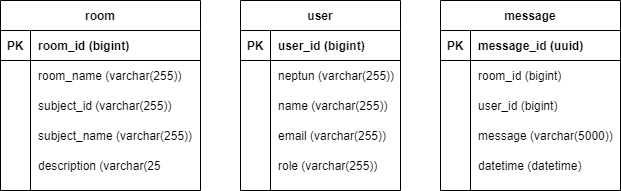 room
PK room_id (bigint)
room_name (varchar(255))
subject_id (varchar(255))
subject_name (varchar(255))
description (varchar(25
user
PK user_id (bigint)
neptun (varchar(255))
name (varchar(255))
email (varchar(255))
role (varchar(255))
message
PK message_id (uuid)
room_id (bigint)
user_id (bigint)
message (varchar(5000))
datetime (datetime)